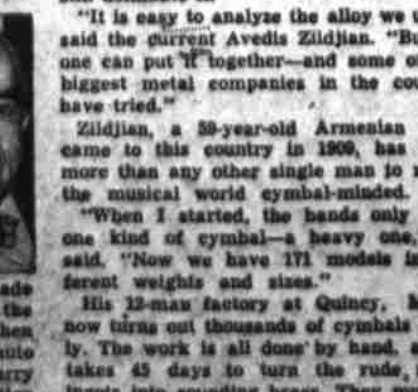 "It is easy to analyze the alloy we
said the current Avedis Zildjian. "Bu
one can put it together—and some o
biggest metal companies in the cou
have tried."
Zildjian, a 59-year-old Armenian
came to this country in 1909, has
more than any other single man to
the musical world cymbal-minded.
"When I started, the bands only
one kind of cymbal—a heavy one,
said. "Now we have 171 models in
ferent weights and sizes."
His 12-man factory at Quincy,
now turns out thousands of cymbals
ly. The work is all done by hand, a
takes 45 days to turn the rude,
ade
the
hen
auto